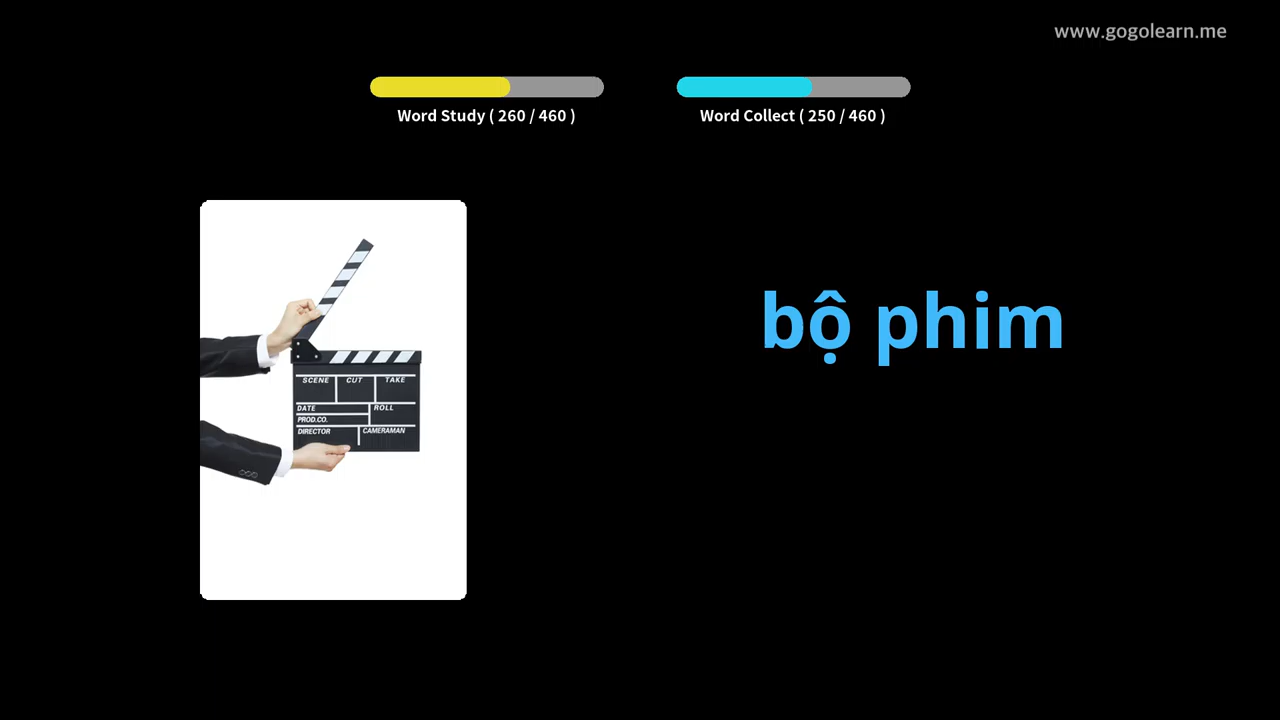 www.gogolearn.me
Word Study ( 260 / 460 )
Word Collect ( 250 / 460 )
bộ phim
SCENE CUT TAKE
DATE ROLL
PROD.CO.
DIRECTOR CAMERAMAN